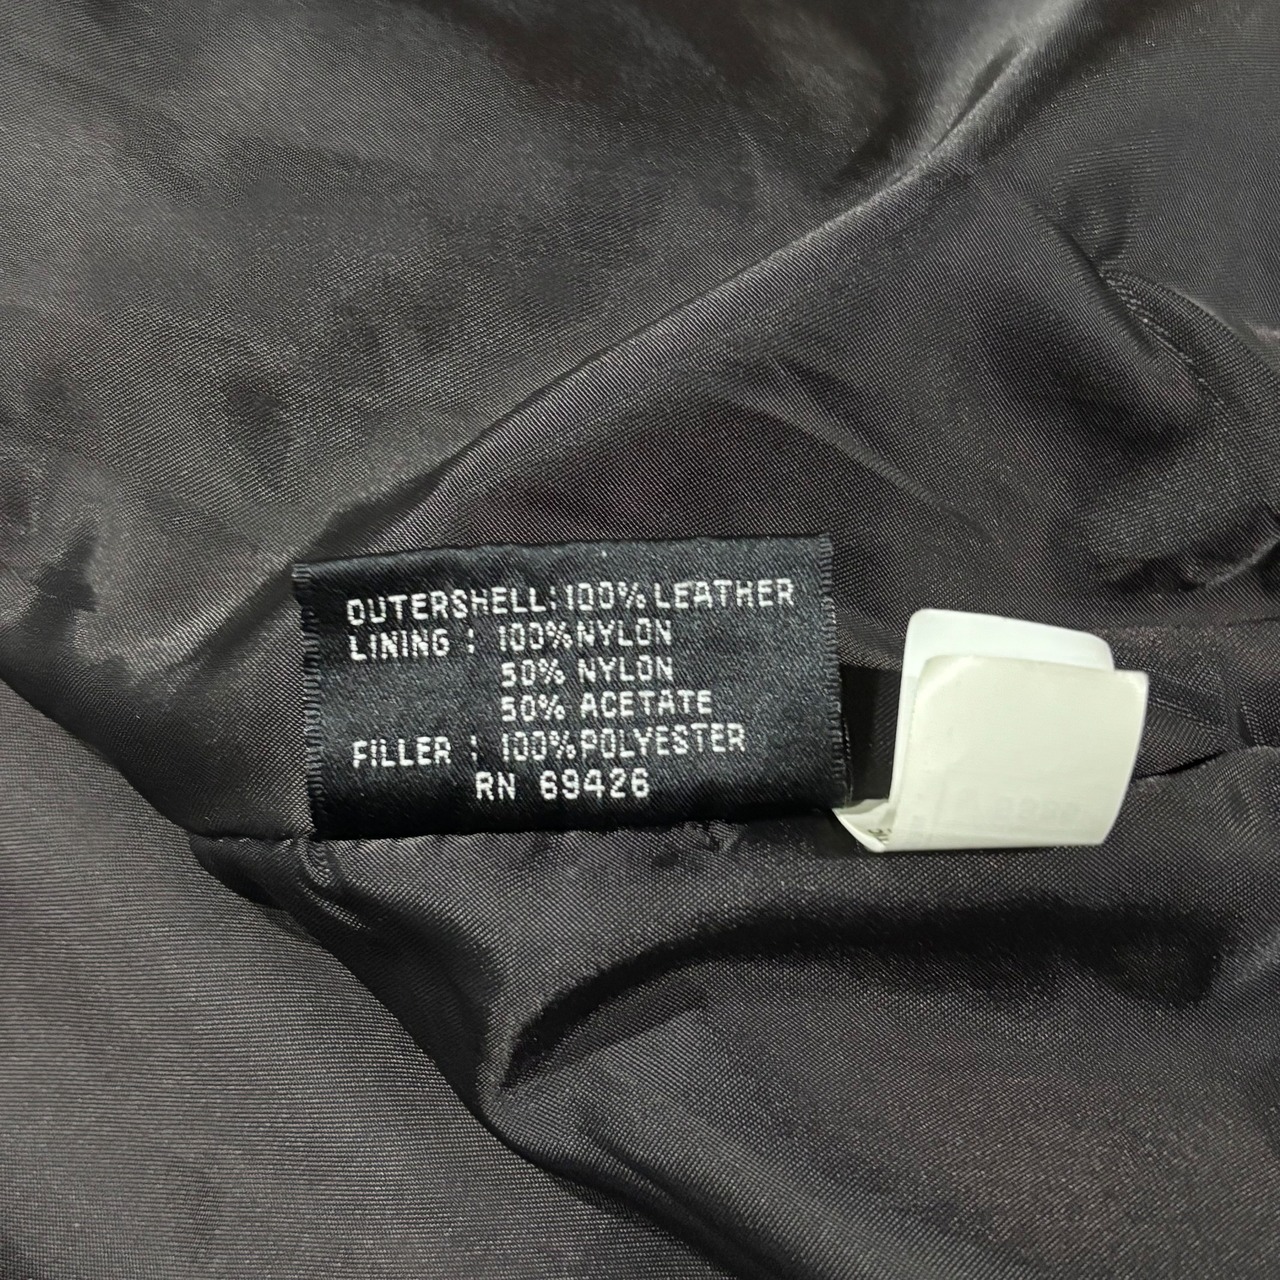 OUTERSHELL: 100% LEATHER
LINING : 100% NYLON
50% NYLON
50% ACETATE
FILLER : 100% POLYESTER
RN 69426